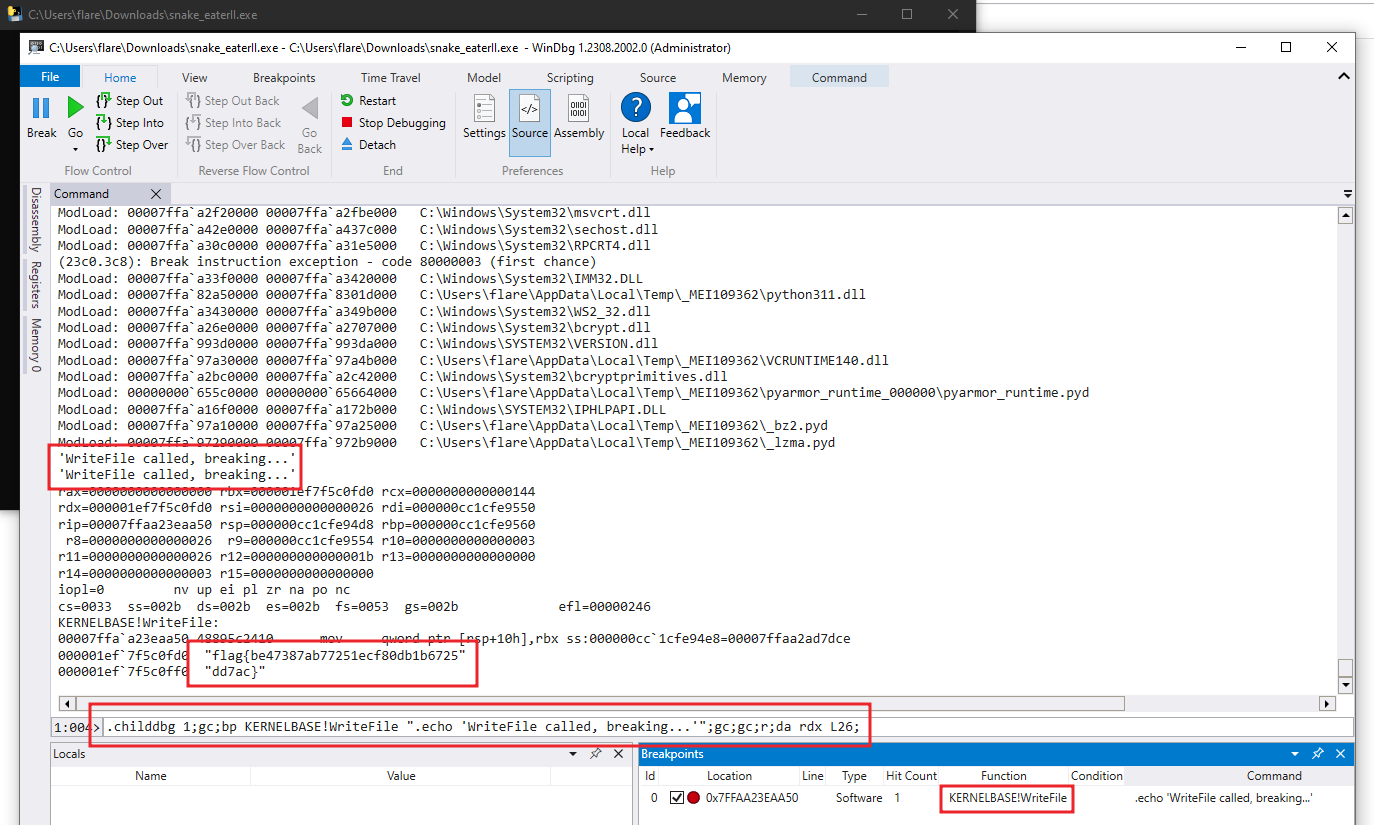 C:\Users\flare\Downloads\snake_eaterII.exe
C:\Users\flare\Downloads\snake_eaterII.exe - C:\Users\flare\Downloads\snake_eaterII.exe - WinDbg 1.2308.2002.0 (Administrator)
File Home View Breakpoints Time Travel Model Scripting Source Memory Command
Break
Go
Step Out
Step Into
Step Over
Flow Control
Step Out Back
Step Into Back
Step Over Back
Go Back
Reverse Flow Control
Restart
Stop Debugging
Detach
End
Settings
Source
Assembly
Preferences
Local Help
Feedback
Help
Disassembly
Registers
Memory 0
Command
ModLoad: 00007ffa`a2f20000 00007ffa`a2fbe000   C:\Windows\System32\msvcrt.dll
ModLoad: 00007ffa`a42e0000 00007ffa`a437c000   C:\Windows\System32\sechost.dll
ModLoad: 00007ffa`a30c0000 00007ffa`a31e5000   C:\Windows\System32\RPCRT4.dll
(23c0.3c8): Break instruction exception - code 80000003 (first chance)
ModLoad: 00007ffa`a33f0000 00007ffa`a3420000   C:\Windows\System32\IMM32.DLL
ModLoad: 00007ffa`82a50000 00007ffa`8301d000   C:\Users\flare\AppData\Local\Temp\_MEI109362\python311.dll
ModLoad: 00007ffa`a3430000 00007ffa`a349b000   C:\Windows\System32\WS2_32.dll
ModLoad: 00007ffa`a26e0000 00007ffa`a2707000   C:\Windows\System32\bcrypt.dll
ModLoad: 00007ffa`993d0000 00007ffa`993da000   C:\Windows\SYSTEM32\VERSION.dll
ModLoad: 00007ffa`97a30000 00007ffa`97a4b000   C:\Users\flare\AppData\Local\Temp\_MEI109362\VCRUNTIME140.dll
ModLoad: 00007ffa`a2bc0000 00007ffa`a2c42000   C:\Windows\System32\bcryptprimitives.dll
ModLoad: 00000000`655c0000 00000000`65664000   C:\Users\flare\AppData\Local\Temp\_MEI109362\pyarmor_runtime_000000\pyarmor_runtime.pyd
ModLoad: 00007ffa`a16f0000 00007ffa`a172b000   C:\Windows\SYSTEM32\IPHLPAPI.DLL
ModLoad: 00007ffa`97a10000 00007ffa`97a25000   C:\Users\flare\AppData\Local\Temp\_MEI109362\_bz2.pyd
ModLoad: 00007ffa`97290000 00007ffa`972b9000   C:\Users\flare\AppData\Local\Temp\_MEI109362\_lzma.pyd
'WriteFile called, breaking...'
'WriteFile called, breaking...'
rax=0000000000000000 rbx=000001ef7f5c0fd0 rcx=0000000000000144
rdx=000001ef7f5c0fd0 rsi=0000000000000026 rdi=000000cc1cfe9550
rip=00007ffaa23eaa50 rsp=000000cc1cfe94d8 rbp=000000cc1cfe9560
r8=0000000000000026  r9=000000cc1cfe9554 r10=0000000000000003
r11=0000000000000026 r12=000000000000001b r13=0000000000000000
r14=0000000000000003 r15=0000000000000000
iopl=0         nv up ei pl zr na po nc
cs=0033  ss=002b  ds=002b  es=002b  fs=0053  gs=002b             efl=00000246
KERNELBASE!WriteFile:
00007ffa`a23eaa50 48895c2410      mov     qword ptr [rsp+10h],rbx ss:000000cc`1cfe94e8=00007ffaa2ad7dce
000001ef`7f5c0fd0  "flag{be47387ab77251ecf80db1b6725"
000001ef`7f5c0ff0  "dd7ac}"
1:004> .childdbg 1;gc;bp KERNELBASE!WriteFile ".echo 'WriteFile called, breaking...'";gc;gc;r;da rdx L26;
Locals
Name Value
Breakpoints
Id Location Line Type Hit Count Function Condition Command
0 0x7FFAA23EAA50 Software 1 KERNELBASE!WriteFile .echo 'WriteFile called, breaking...'